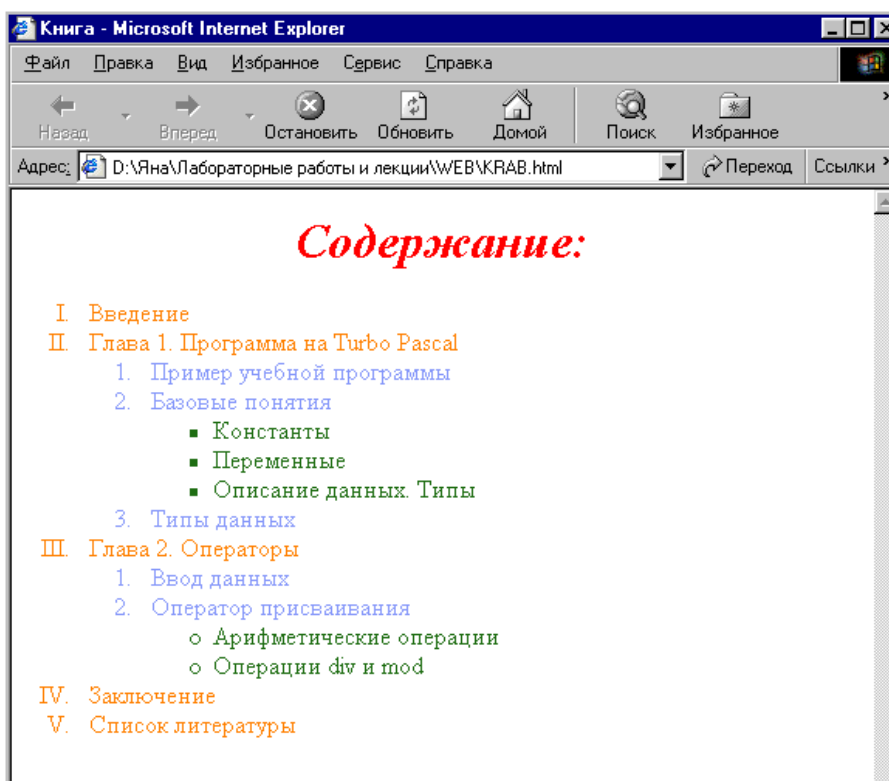 Книга - Microsoft Internet Explorer
Файл Правка Вид Избранное Сервис Справка
Назад Вперед Остановить Обновить Домой Поиск Избранное »
Адрес: D:\Яна\Лабораторные работы и лекции\WEB\KRAB.html Переход Ссылки »
Содержание:
I. Введение
II. Глава 1. Программа на Turbo Pascal
1. Пример учебной программы
2. Базовые понятия
▪ Константы
▪ Переменные
▪ Описание данных. Типы
3. Типы данных
III. Глава 2. Операторы
1. Ввод данных
2. Оператор присваивания
o Арифметические операции
o Операции div и mod
IV. Заключение
V. Список литературы